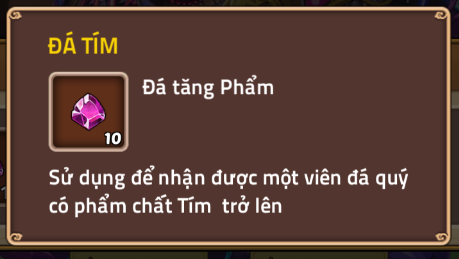 ĐÁ TÍM
Đá tăng Phẩm
10
Sử dụng để nhận được một viên đá quý
có phẩm chất Tím trở lên